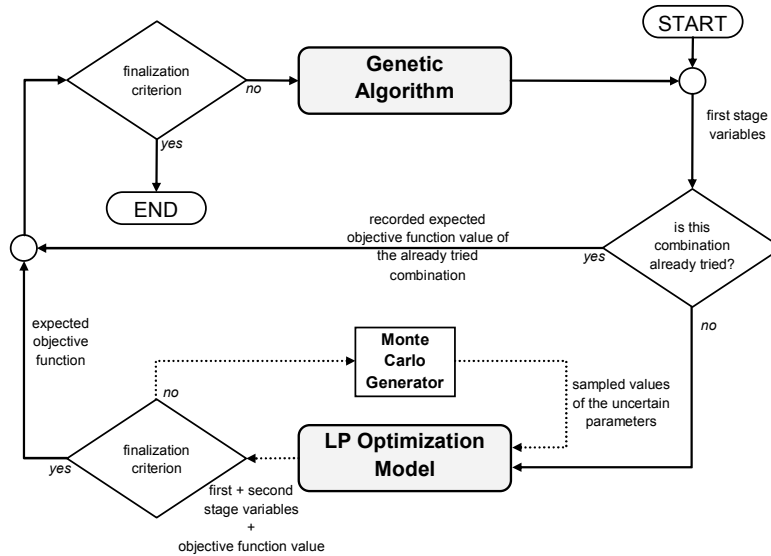 START
finalization
criterion
no
yes
Genetic
Algorithm
first stage
variables
END
recorded expected
objective function value of
the already tried
combination
yes
is this
combination
already tried?
no
expected
objective
function
Monte
Carlo
Generator
no
sampled values
of the uncertain
parameters
finalization
criterion
yes
LP Optimization
Model
first + second
stage variables
+
objective function value